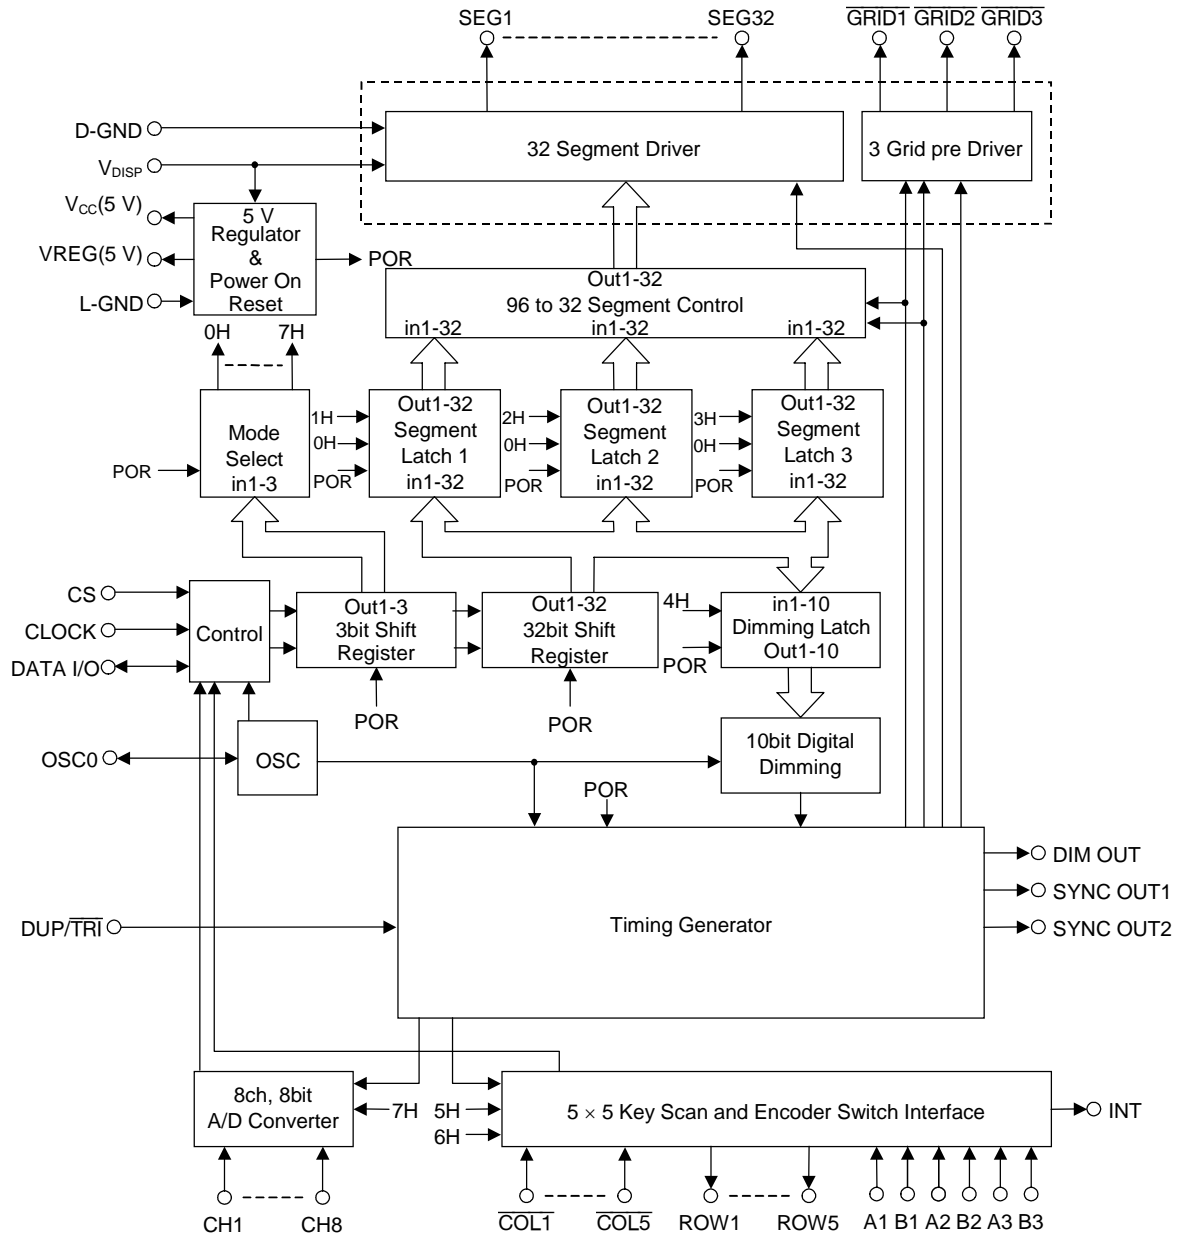 SEG1 SEG32 GRID1 GRID2 GRID3
D-GND
32 Segment Driver
3 Grid pre Driver
VDISP
VCC(5 V)
VREG(5 V)
L-GND
5 V
Regulator
&
Power On
Reset
POR
Out1-32
96 to 32 Segment Control
in1-32 in1-32 in1-32
0H 7H
POR
Mode
Select
in1-3
1H
0H
POR
Out1-32
Segment
Latch 1
in1-32
2H
0H
POR
Out1-32
Segment
Latch 2
in1-32
3H
0H
POR
Out1-32
Segment
Latch 3
in1-32
CS
CLOCK
DATA I/O
Control
Out1-3
3bit Shift
Register
POR
Out1-32
32bit Shift
Register
POR
4H
POR
in1-10
Dimming Latch
Out1-10
OSC0
OSC
10bit Digital
Dimming
POR
DUP/TRI
Timing Generator
DIM OUT
SYNC OUT1
SYNC OUT2
8ch, 8bit
A/D Converter
7H
5H
6H
5 × 5 Key Scan and Encoder Switch Interface
INT
CH1 CH8 COL1 COL5 ROW1 ROW5 A1 B1 A2 B2 A3 B3